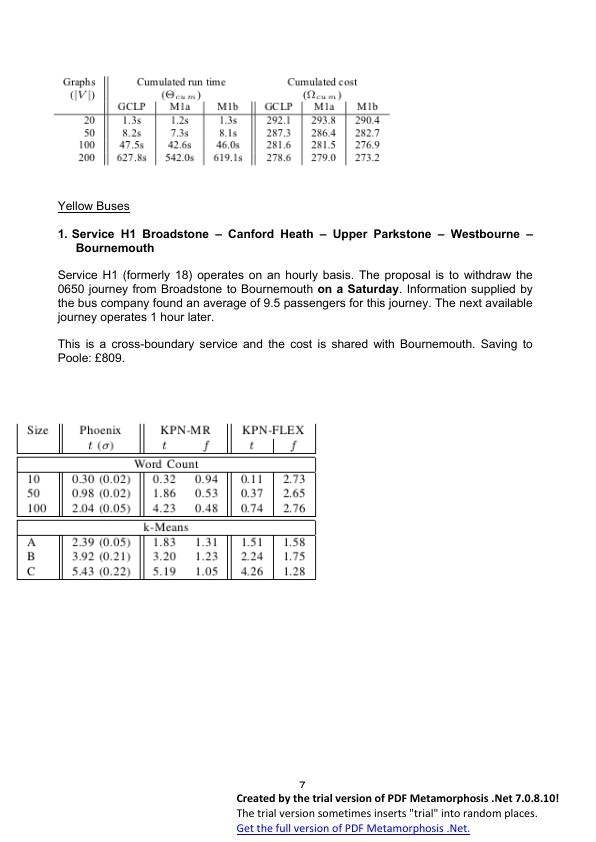 Graphs Cumulated run time Cumulated cost
(|V|) (Θcum) (Ωcum)
GCLP M1a M1b GCLP M1a M1b
20 1.3s 1.2s 1.3s 292.1 293.8 290.4
50 8.2s 7.3s 8.1s 287.3 286.4 282.7
100 47.5s 42.6s 46.0s 281.6 281.5 276.9
200 627.8s 542.0s 619.1s 278.6 279.0 273.2
Yellow Buses
1. Service H1 Broadstone – Canford Heath – Upper Parkstone – Westbourne –
Bournemouth
Service H1 (formerly 18) operates on an hourly basis. The proposal is to withdraw the
0650 journey from Broadstone to Bournemouth on a Saturday. Information supplied by
the bus company found an average of 9.5 passengers for this journey. The next available
journey operates 1 hour later.
This is a cross-boundary service and the cost is shared with Bournemouth. Saving to
Poole: £809.
Size Phoenix KPN-MR KPN-FLEX
t (σ) t f t f
Word Count
10 0.30 (0.02) 0.32 0.94 0.11 2.73
50 0.98 (0.02) 1.86 0.53 0.37 2.65
100 2.04 (0.05) 4.23 0.48 0.74 2.76
k-Means
A 2.39 (0.05) 1.83 1.31 1.51 1.58
B 3.92 (0.21) 3.20 1.23 2.24 1.75
C 5.43 (0.22) 5.19 1.05 4.26 1.28
7
Created by the trial version of PDF Metamorphosis .Net 7.0.8.10!
The trial version sometimes inserts "trial" into random places.
Get the full version of PDF Metamorphosis .Net.